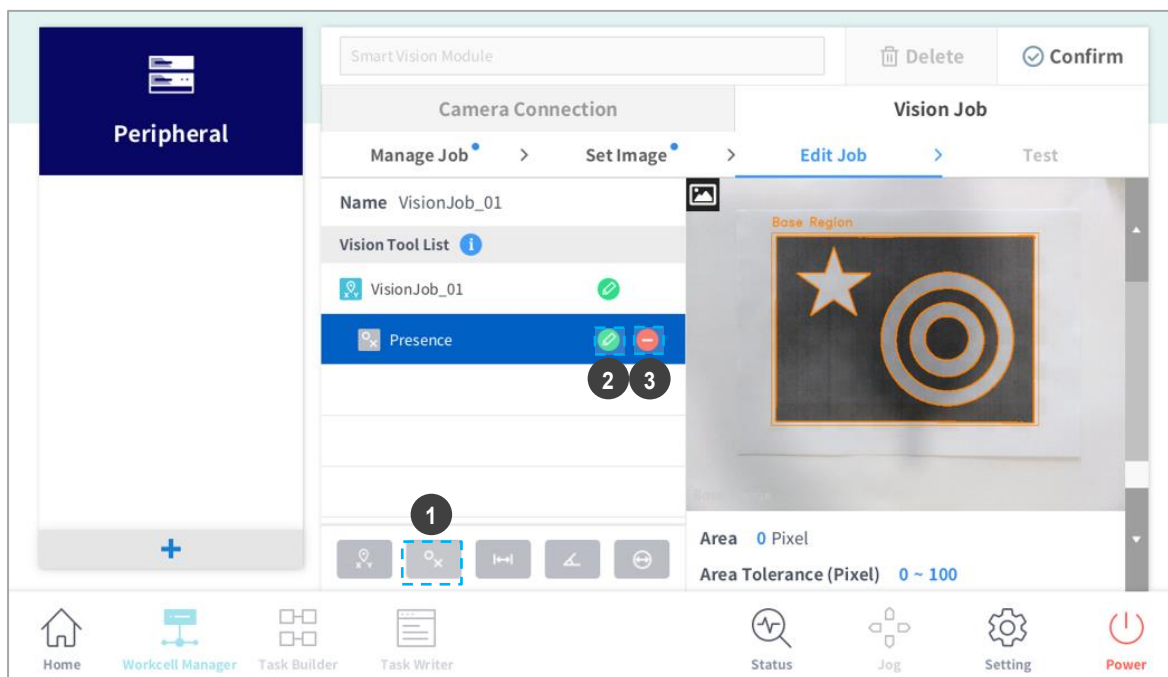 Peripheral
Smart Vision Module
Delete
Confirm
Camera Connection
Vision Job
Manage Job > Set Image > Edit Job > Test
Name VisionJob_01
Vision Tool List i
VisionJob_01
Presence
2 3
1
Base Region
Area 0 Pixel
Area Tolerance (Pixel) 0 ~ 100
+
Home
Workcell Manager
Task Builder
Task Writer
Status
Jog
Setting
Power